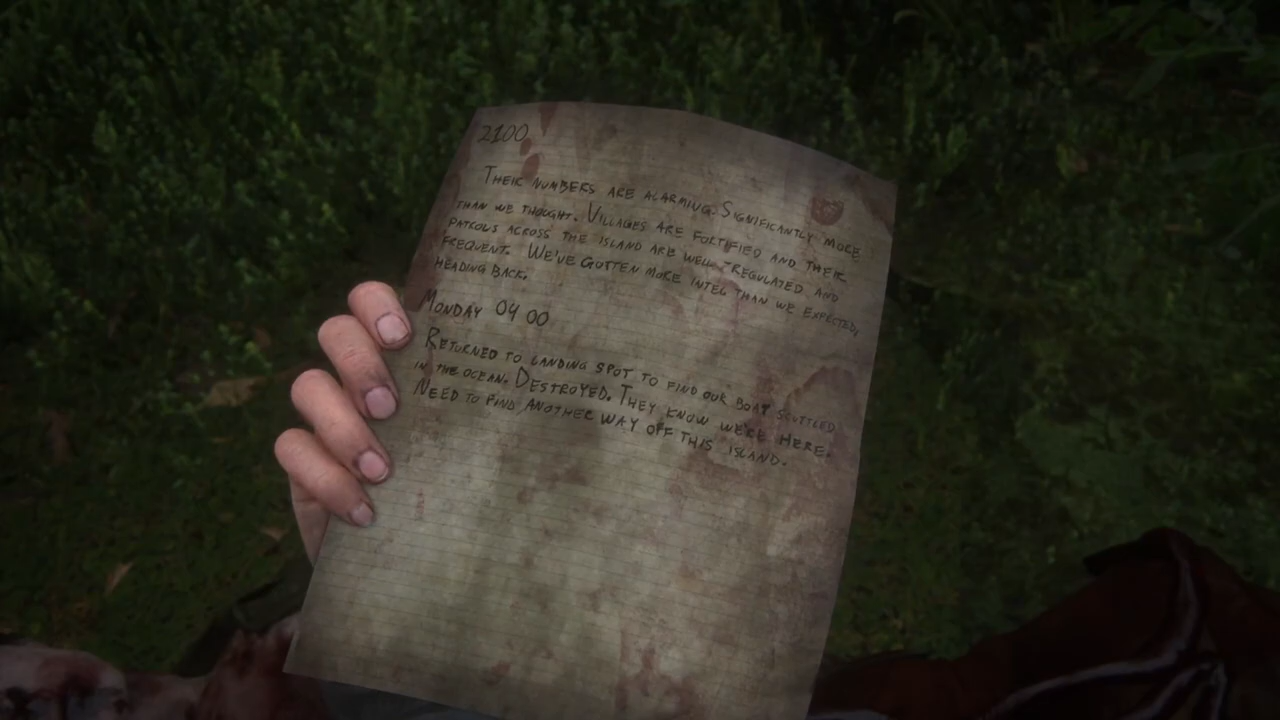 2100
THEIR NUMBERS ARE ALARMING. SIGNIFICANTLY MORE
THAN WE THOUGHT. VILLAGES ARE FORTIFIED AND THEIR
PATROLS ACROSS THE ISLAND ARE WELL REGULATED AND
FREQUENT. WE'VE GOTTEN MORE INTEL THAN WE EXPECTED,
HEADING BACK.
MONDAY 0400
RETURNED TO LANDING SPOT TO FIND OUR BOAT SCUTTLED
IN THE OCEAN. DESTROYED. THEY KNOW WE'RE HERE.
NEED TO FIND ANOTHER WAY OFF THIS ISLAND.